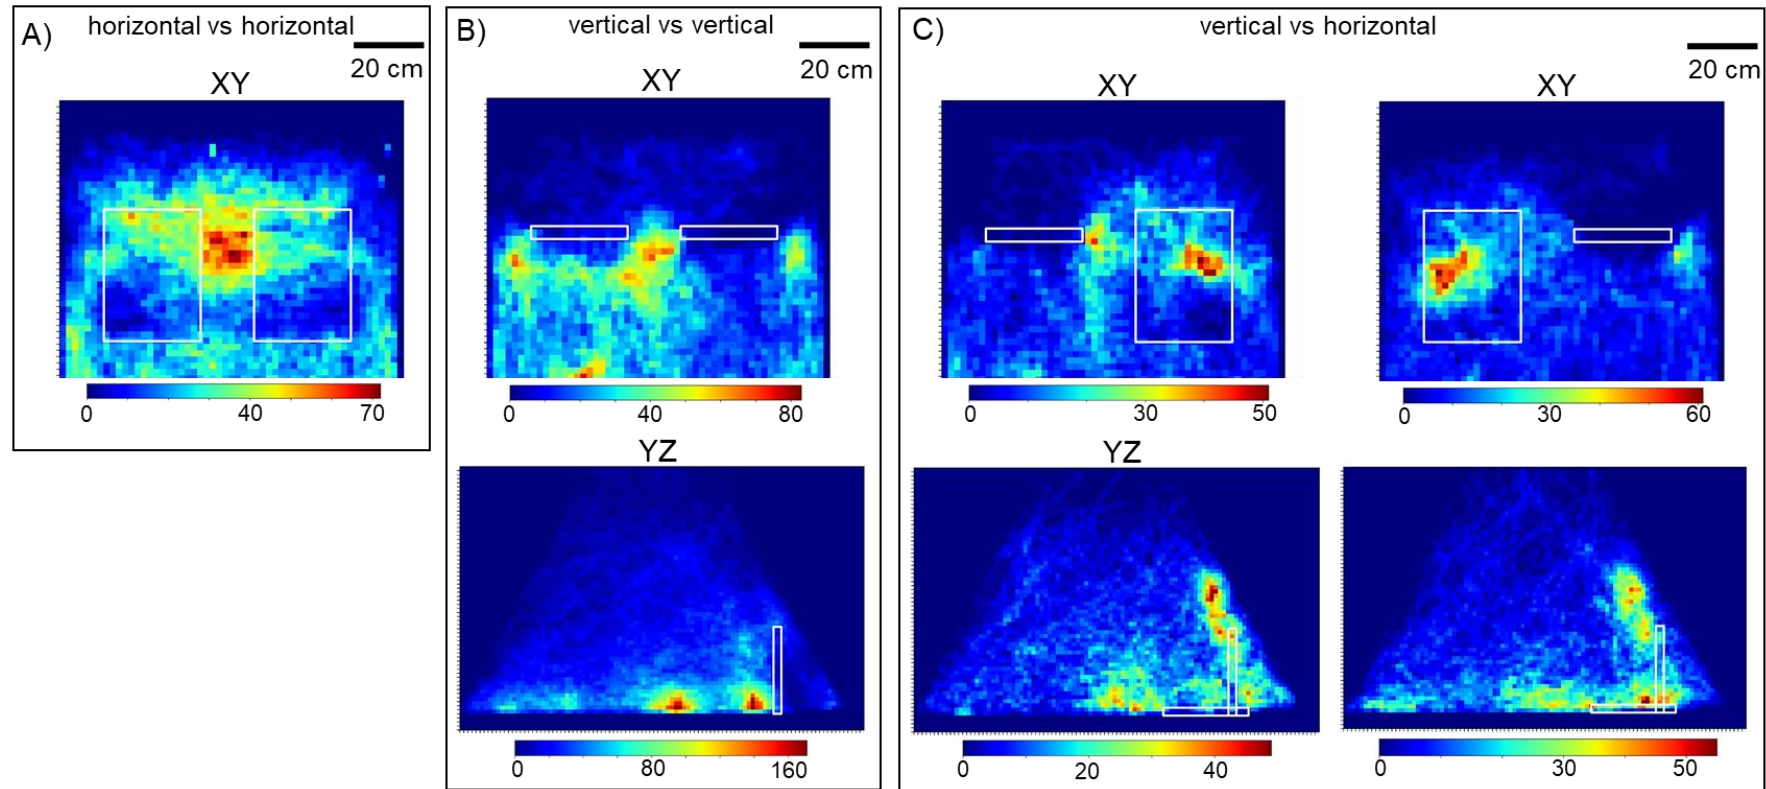 A) horizontal vs horizontal
20 cm
XY
0 40 70
B) vertical vs vertical
20 cm
XY
0 40 80
YZ
0 80 160
C) vertical vs horizontal
20 cm
XY XY
0 30 50
0 30 60
YZ
0 20 40
0 30 50